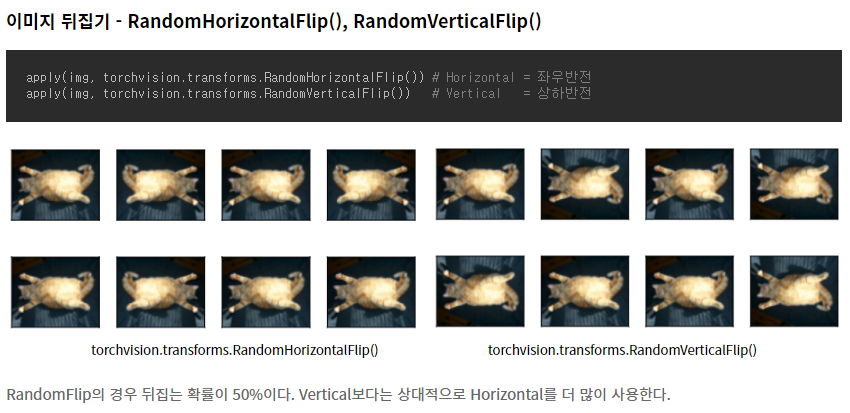 이미지 뒤집기 - RandomHorizontalFlip(), RandomVerticalFlip()
apply(img, torchvision.transforms.RandomHorizontalFlip()) # Horizontal = 좌우반전
apply(img, torchvision.transforms.RandomVerticalFlip()) # Vertical = 상하반전
torchvision.transforms.RandomHorizontalFlip()
torchvision.transforms.RandomVerticalFlip()
RandomFlip의 경우 뒤집는 확률이 50%이다. Vertical보다는 상대적으로 Horizontal를 더 많이 사용한다.